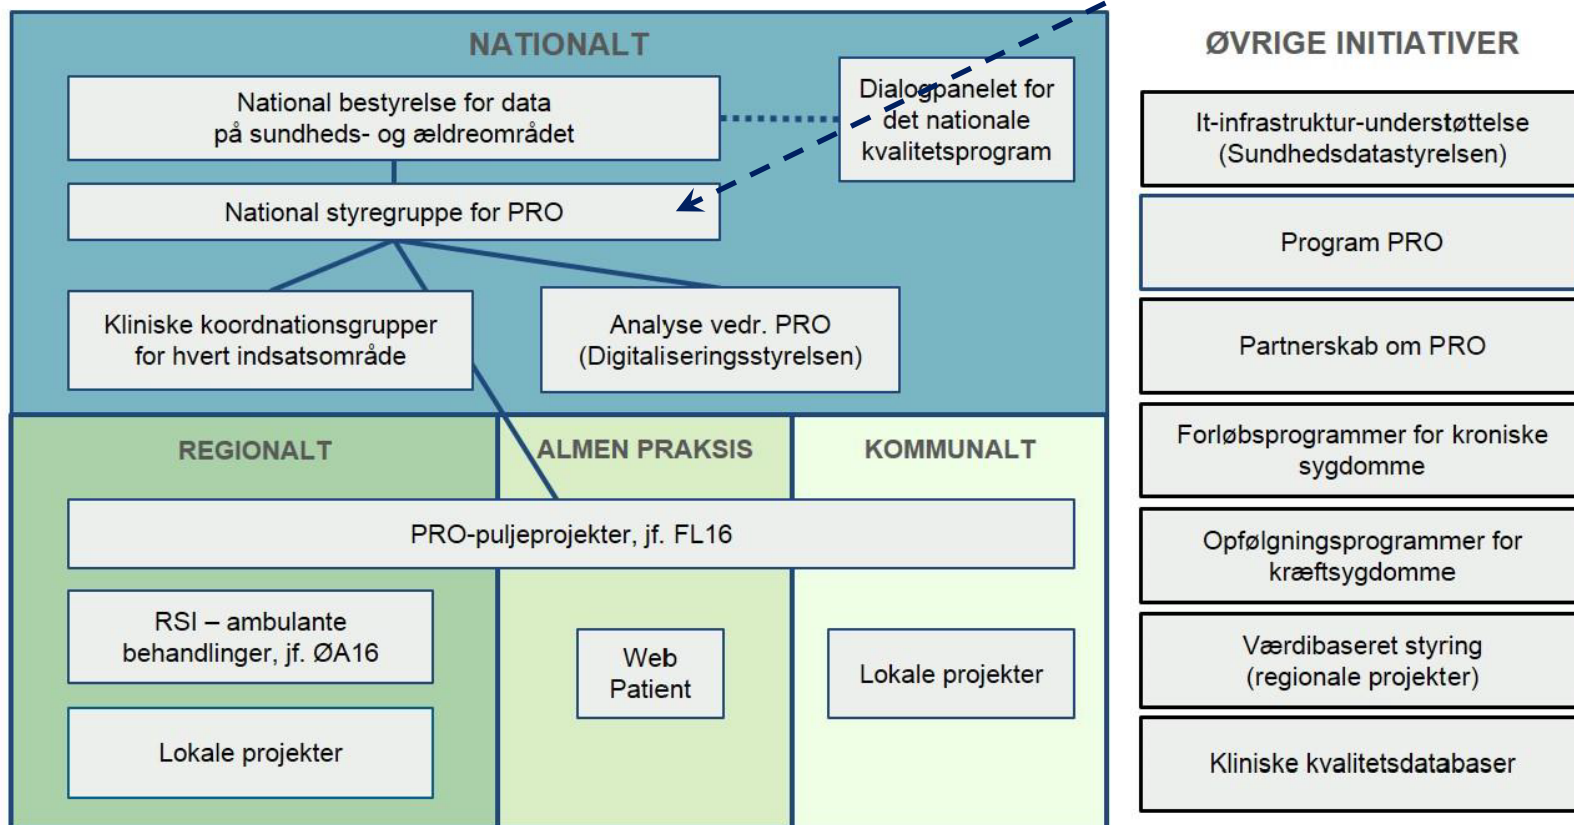 NATIONALT
National bestyrelse for data
på sundheds- og ældreområdet
Dialogpanelet for
det nationale
kvalitetsprogram
National styregruppe for PRO
Kliniske koordnationsgrupper
for hvert indsatsområde
Analyse vedr. PRO
(Digitaliseringsstyrelsen)
REGIONALT
ALMEN PRAKSIS
KOMMUNALT
PRO-puljeprojekter, jf. FL16
RSI – ambulante
behandlinger, jf. ØA16
Lokale projekter
Web
Patient
Lokale projekter
ØVRIGE INITIATIVER
It-infrastruktur-understøttelse
(Sundhedsdatastyrelsen)
Program PRO
Partnerskab om PRO
Forløbsprogrammer for kroniske
sygdomme
Opfølgningsprogrammer for
kræftsygdomme
Værdibaseret styring
(regionale projekter)
Kliniske kvalitetsdatabaser